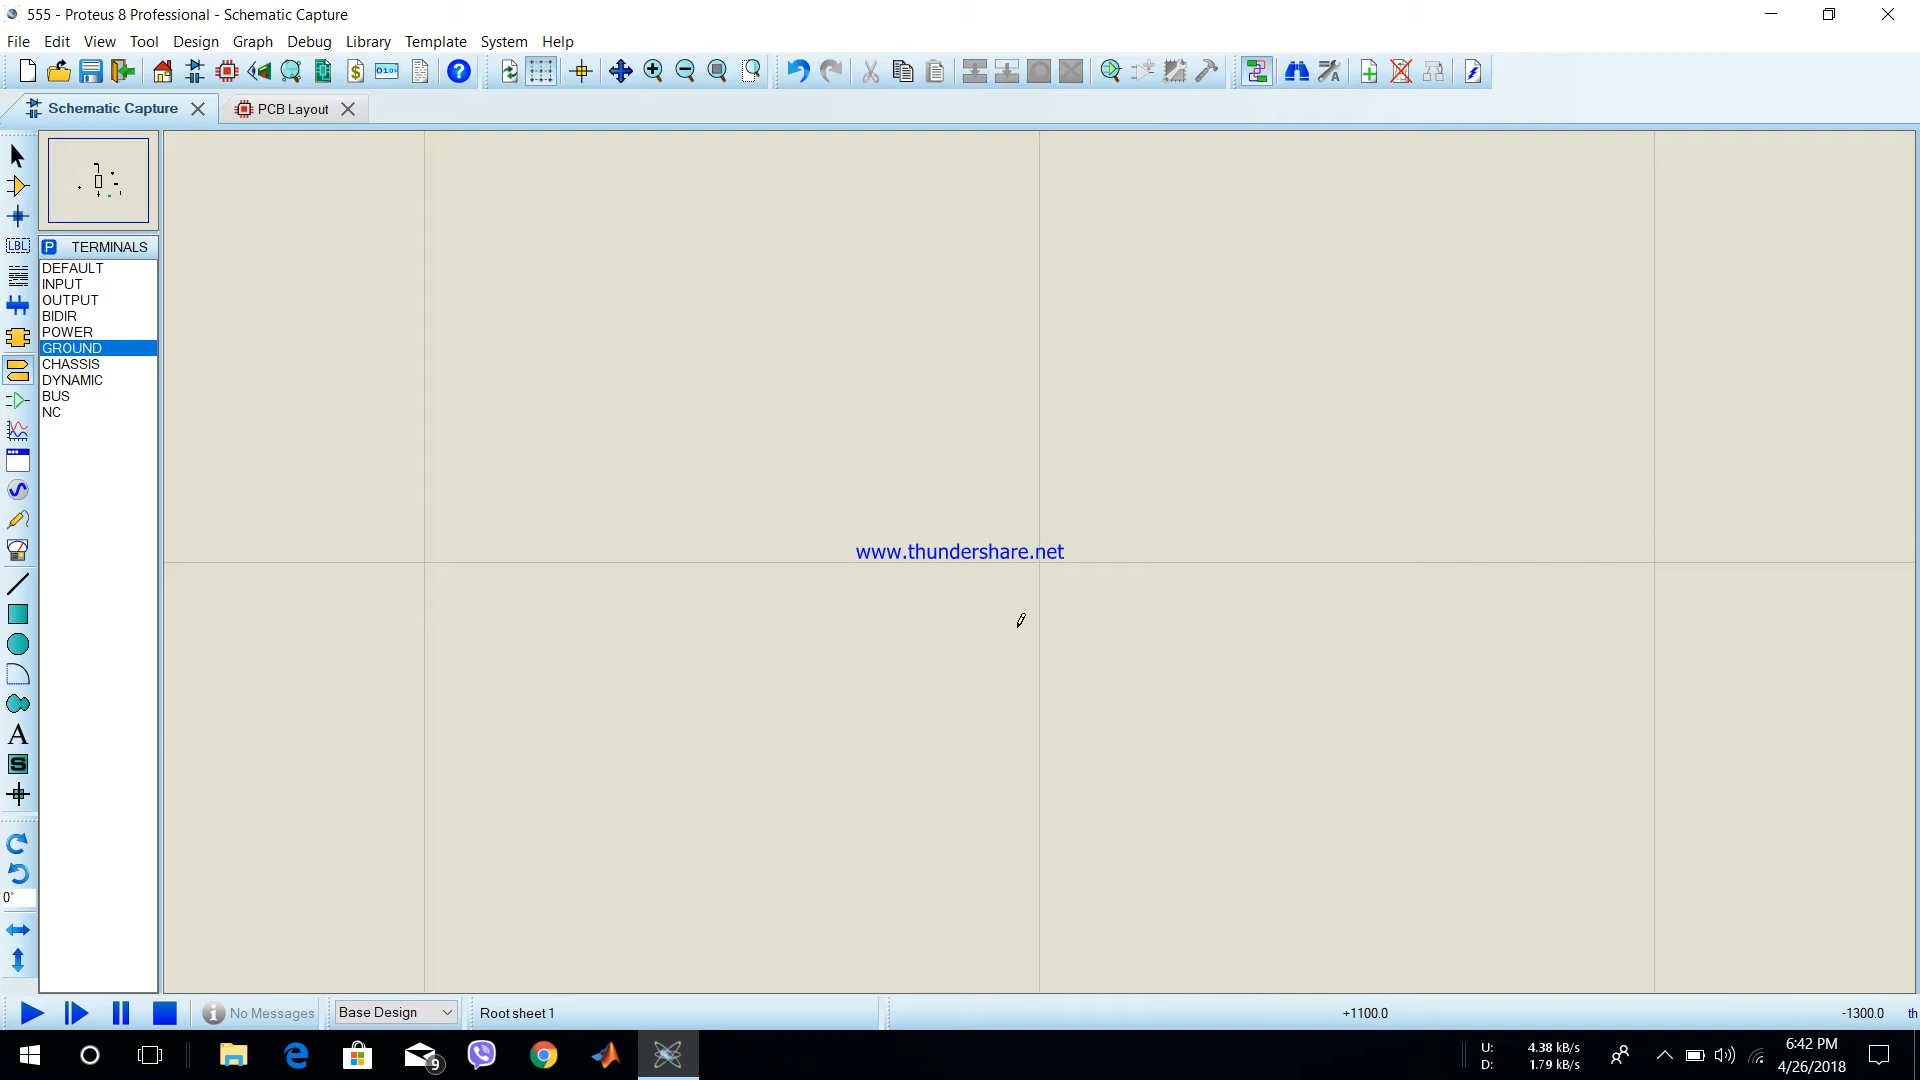 555 - Proteus 8 Professional - Schematic Capture
File Edit View Tool Design Graph Debug Library Template System Help
Schematic Capture
PCB Layout
P TERMINALS
DEFAULT
INPUT
OUTPUT
BIDIR
POWER
GROUND
CHASSIS
DYNAMIC
BUS
NC
LBL
A
S
0°
www.thundershare.net
No Messages
Base Design
Root sheet 1
+1100.0
-1300.0
th
9
U: 4.38 kB/s
D: 1.79 kB/s
6:42 PM
4/26/2018